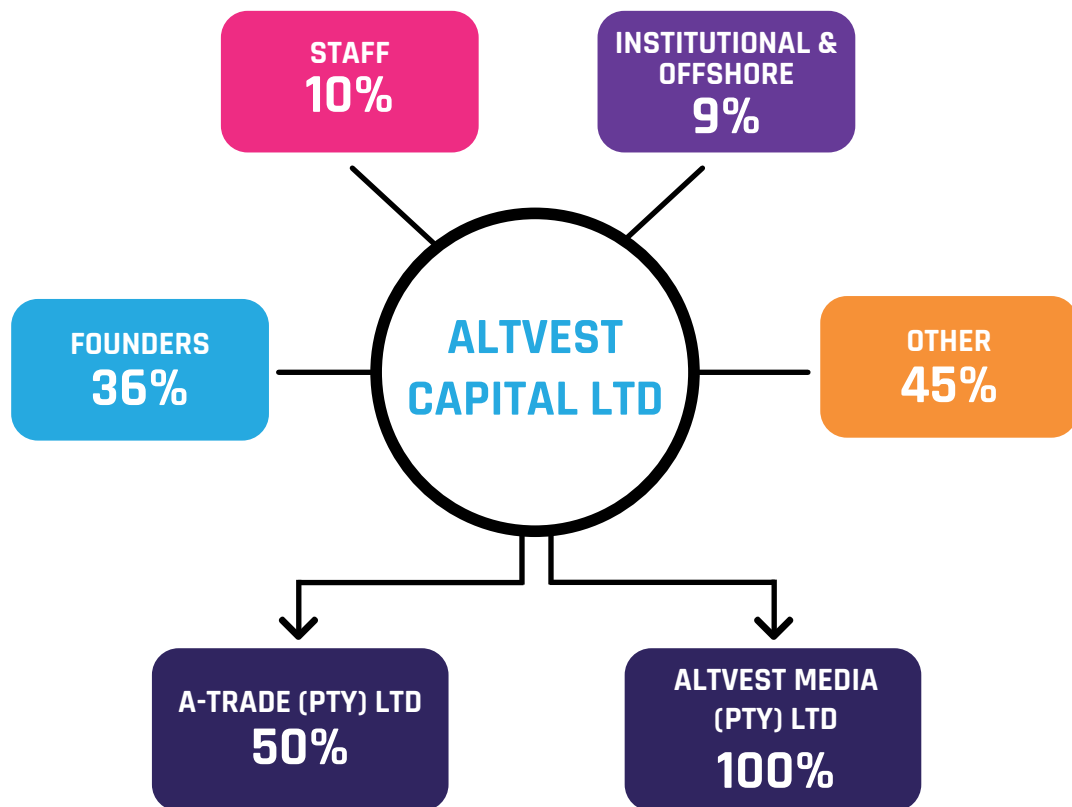 STAFF
10%
INSTITUTIONAL &
OFFSHORE
9%
FOUNDERS
36%
ALTVEST
CAPITAL LTD
OTHER
45%
A-TRADE (PTY) LTD
50%
ALTVEST MEDIA
(PTY) LTD
100%